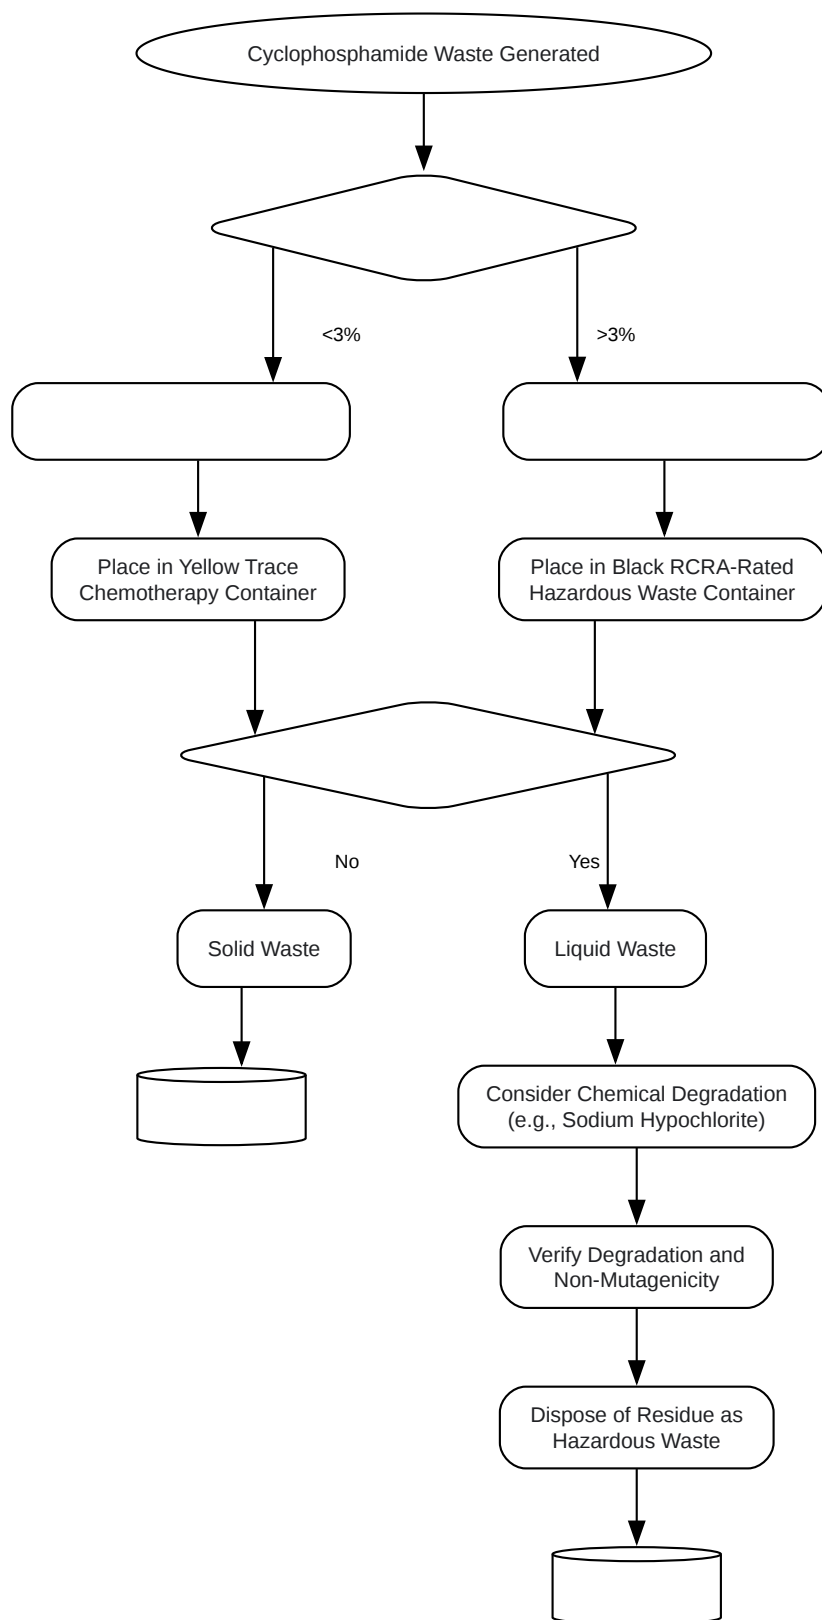 Cyclophosphamide Waste Generated
<3%
>3%
Place in Yellow Trace
Chemotherapy Container
Place in Black RCRA-Rated
Hazardous Waste Container
No
Yes
Solid Waste
Liquid Waste
Consider Chemical Degradation
(e.g., Sodium Hypochlorite)
Verify Degradation and
Non-Mutagenicity
Dispose of Residue as
Hazardous Waste